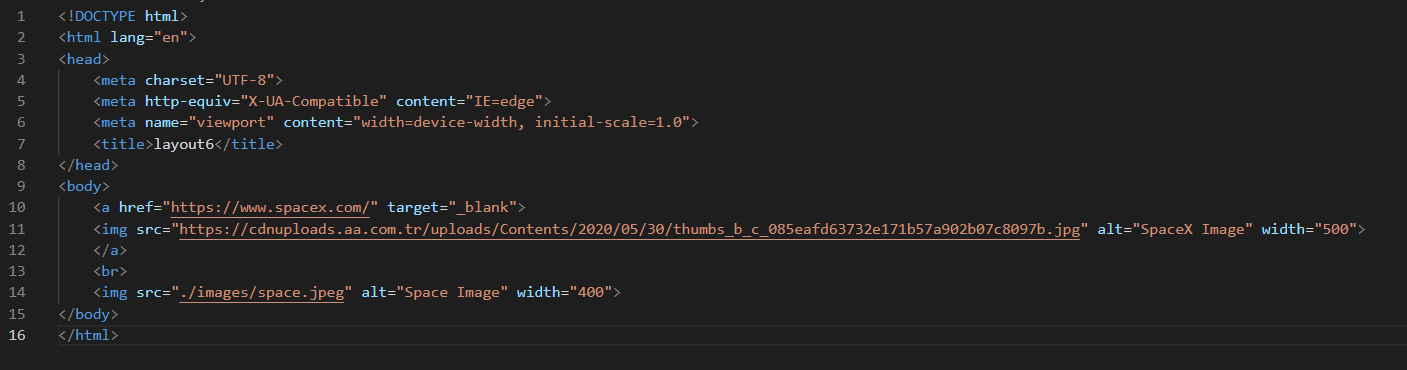 1 <!DOCTYPE html>
2 <html lang="en">
3 <head>
4     <meta charset="UTF-8">
5     <meta http-equiv="X-UA-Compatible" content="IE=edge">
6     <meta name="viewport" content="width=device-width, initial-scale=1.0">
7     <title>layout6</title>
8 </head>
9 <body>
10     <a href="https://www.spacex.com/" target="_blank">
11     <img src="https://cdnuploads.aa.com.tr/uploads/Contents/2020/05/30/thumbs_b_c_085eafd63732e171b57a902b07c8097b.jpg" alt="SpaceX Image" width="500">
12     </a>
13     <br>
14     <img src="./images/space.jpeg" alt="Space Image" width="400">
15 </body>
16 </html>